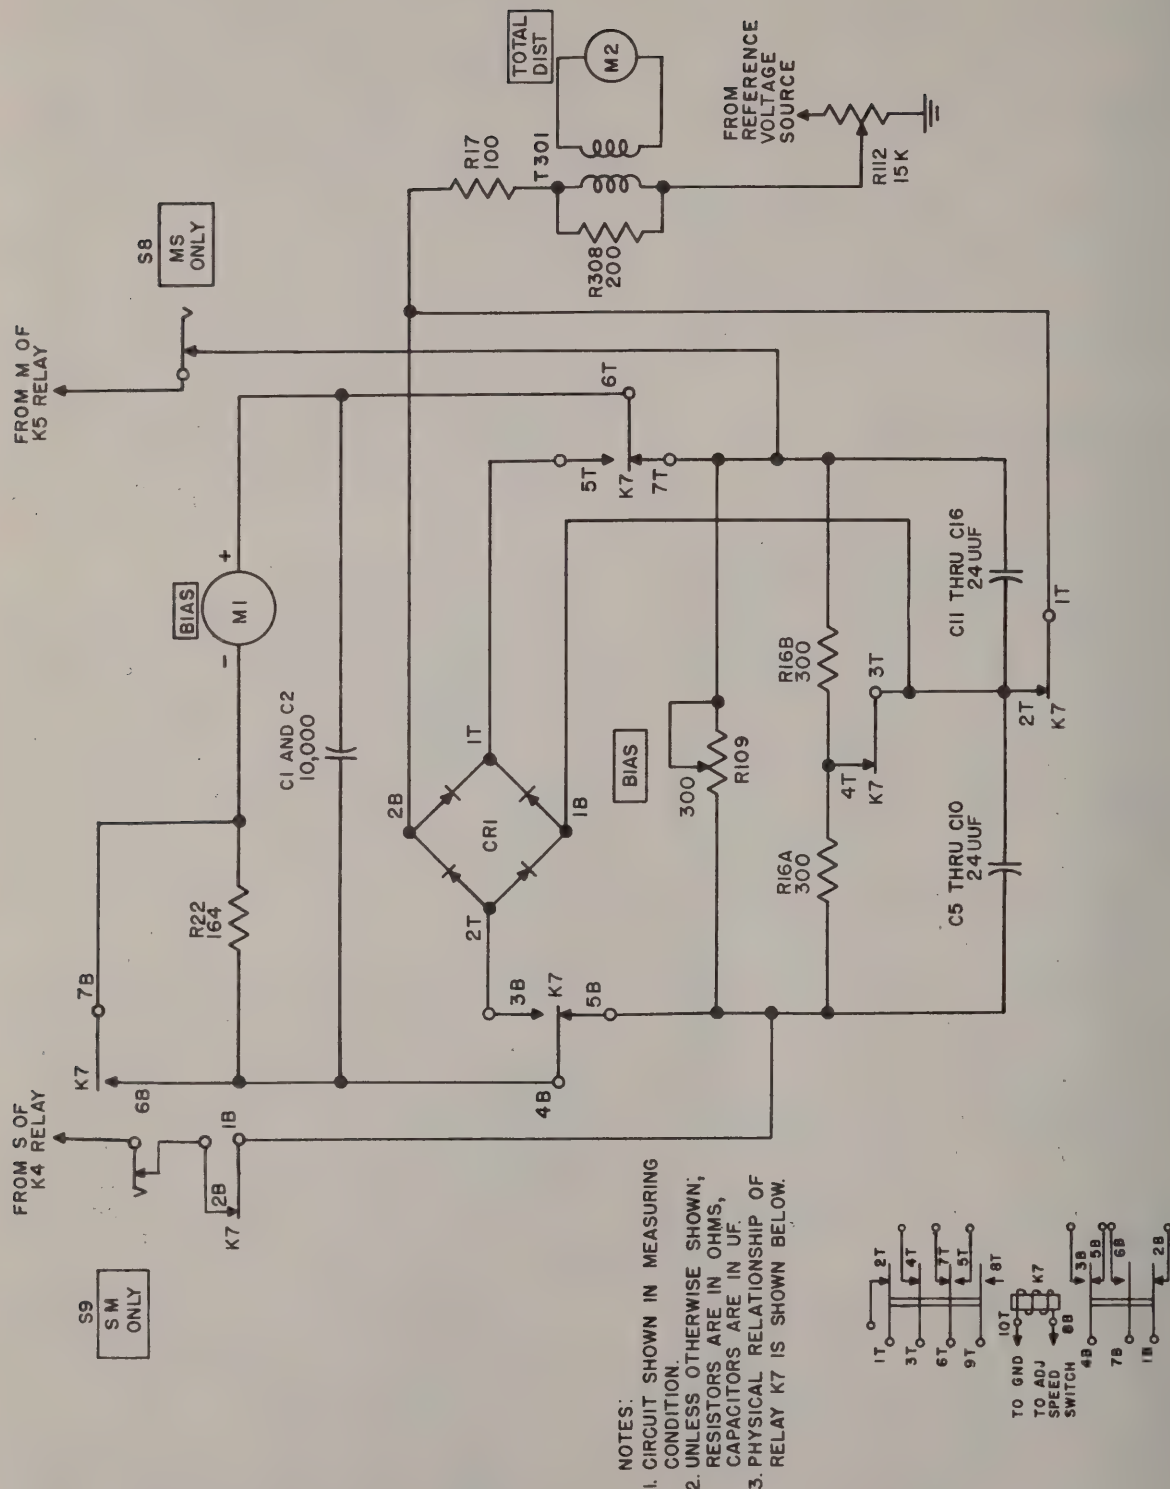 FROM S OF
K4 RELAY
S9
SM
ONLY
K7
7B
6B
2B
1B
K7
R22
164
BIAS
-
M1
+
FROM M OF
K5 RELAY
S8
MS
ONLY
C1 AND C2
10,000
2B
CR1
1T
2T
1B
3B
K7
5B
4B
5T
6T
K7
7T
R17
100
T301
R308
200
TOTAL
DIST
M2
FROM
REFERENCE
VOLTAGE
SOURCE
R112
15K
BIAS
300
R109
R16A
300
R16B
300
4T
3T
K7
C5 THRU C10
24UUF
C11 THRU C16
24UUF
2T
1T
K7
NOTES:
1. CIRCUIT SHOWN IN MEASURING
CONDITION.
2. UNLESS OTHERWISE SHOWN;
RESISTORS ARE IN OHMS,
CAPACITORS ARE IN UF.
3. PHYSICAL RELATIONSHIP OF
RELAY K7 IS SHOWN BELOW.
1T
2T
3T
4T
6T
7T
5T
9T
8T
10T
K7
8B
TO GND
TO ADJ
SPEED
SWITCH
4B
3B
5B
7B
6B
1B
2B